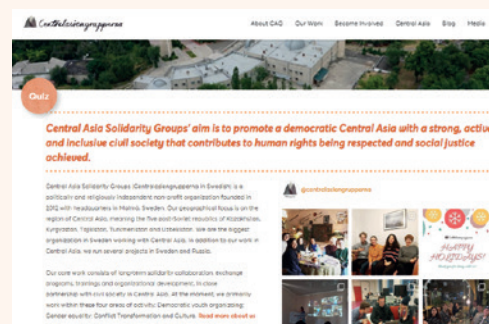 Centralasiengrupperna
About CAG Our Work Become Involved Central Asia Blog Media
Quiz
Central Asia Solidarity Groups' aim is to promote a democratic Central Asia with a strong, active
and inclusive civil society that contributes to human rights being respected and social justice
achieved.
Central Asia Solidarity Groups (Centralasiengrupperna in Swedish) is a
politically and religiously independent non-profit organization founded in
2012 with headquarters in Malmö, Sweden. Our geographical focus is on the
region of Central Asia, meaning the five post-Soviet republics of Kazakhstan,
Kyrgyzstan, Tajikistan, Turkmenistan and Uzbekistan. We are the biggest
organization in Sweden working with Central Asia. In addition to our work in
Central Asia, we run several projects in Sweden and Russia.
Our core work consists of long-term solidarity collaboration, exchange
programs, trainings and organizational development, in close
partnership with civil society in Central Asia. At the moment, we primarily
work within these four areas of activity: Democratic youth organizing;
Gender equality; Conflict Transformation and Culture. Read more about us
@centralasiengrupperna
HAPPY
HOLIDAYS!